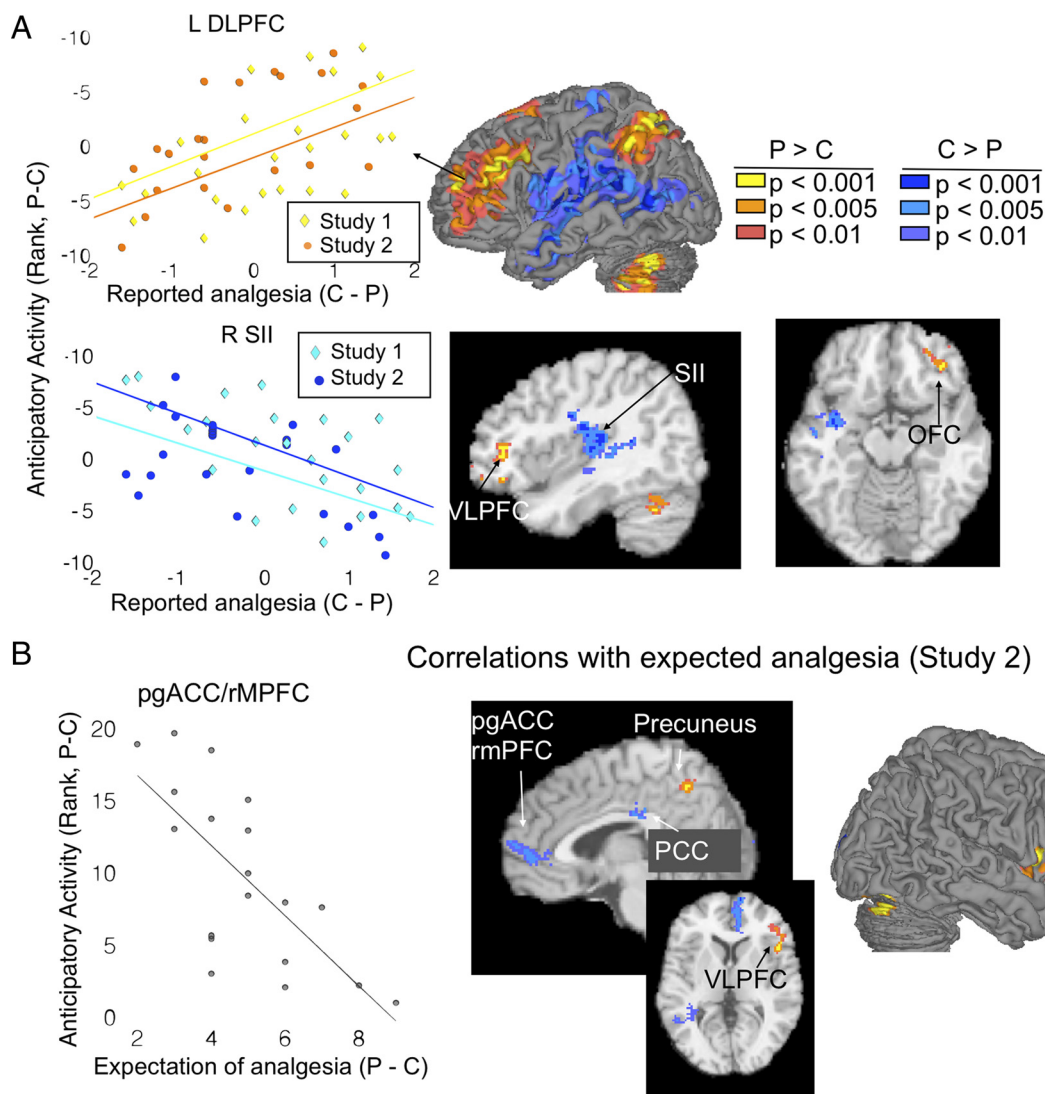 A
L DLPFC
-10
-5
0
-5
-10
-2
-1
0
1
2
Study 1
Study 2
Reported analgesia (C - P)
Anticipatory Activity (Rank, P-C)
P > C
p < 0.001
p < 0.005
p < 0.01
C > P
p < 0.001
p < 0.005
p < 0.01
R SII
-10
-5
0
-5
-10
-2
-1
0
1
2
Study 1
Study 2
Reported analgesia (C - P)
SII
VLPFC
OFC
B
Correlations with expected analgesia (Study 2)
pgACC/rMPFC
20
15
10
5
0
2
4
6
8
Anticipatory Activity (Rank, P-C)
Expectation of analgesia (P - C)
pgACC
rmPFC
Precuneus
PCC
VLPFC